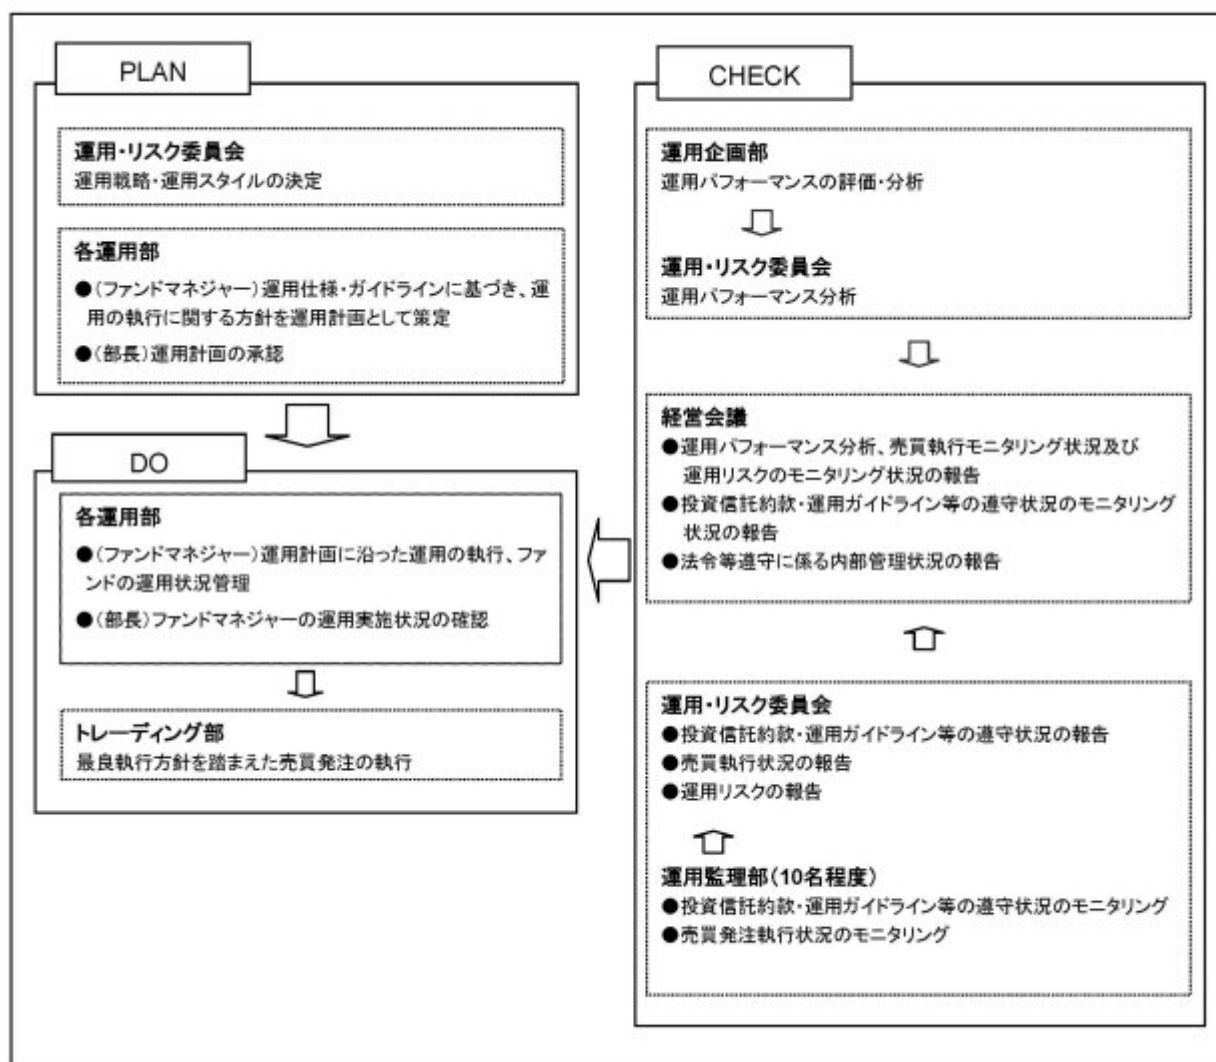 PLAN
運用・リスク委員会
運用戦略・運用スタイルの決定
各運用部
●(ファンドマネジャー)運用仕様・ガイドラインに基づき、運
用の執行に関する方針を運用計画として策定
●(部長)運用計画の承認
DO
各運用部
●(ファンドマネジャー)運用計画に沿った運用の執行、ファ
ンドの運用状況管理
●(部長)ファンドマネジャーの運用実施状況の確認
トレーディング部
最良執行方針を踏まえた売買発注の執行
CHECK
運用企画部
運用パフォーマンスの評価・分析
運用・リスク委員会
運用パフォーマンス分析
経営会議
●運用パフォーマンス分析、売買執行モニタリング状況及び
運用リスクのモニタリング状況の報告
●投資信託約款・運用ガイドライン等の遵守状況のモニタリング
状況の報告
●法令等遵守に係る内部管理状況の報告
運用・リスク委員会
●投資信託約款・運用ガイドライン等の遵守状況の報告
●売買執行状況の報告
●運用リスクの報告
運用監理部(10名程度)
●投資信託約款・運用ガイドライン等の遵守状況のモニタリング
●売買発注執行状況のモニタリング